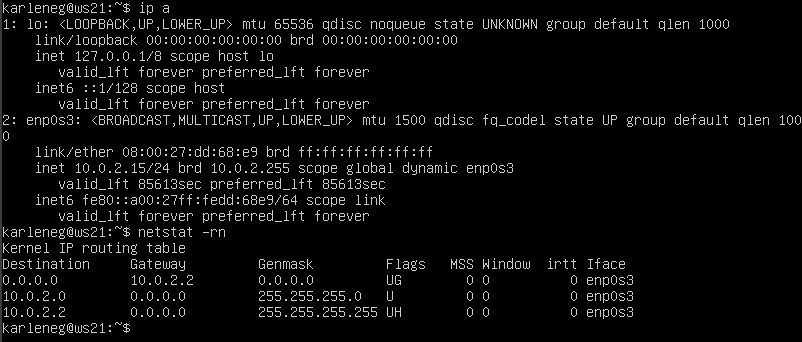 karleneg@ws21:~$ ip a
1: lo: <LOOPBACK,UP,LOWER_UP> mtu 65536 qdisc noqueue state UNKNOWN group default qlen 1000
    link/loopback 00:00:00:00:00:00 brd 00:00:00:00:00:00
    inet 127.0.0.1/8 scope host lo
       valid_lft forever preferred_lft forever
    inet6 ::1/128 scope host
       valid_lft forever preferred_lft forever
2: enp0s3: <BROADCAST,MULTICAST,UP,LOWER_UP> mtu 1500 qdisc fq_codel state UP group default qlen 100
0
    link/ether 08:00:27:dd:68:e9 brd ff:ff:ff:ff:ff:ff
    inet 10.0.2.15/24 brd 10.0.2.255 scope global dynamic enp0s3
       valid_lft 85613sec preferred_lft 85613sec
    inet6 fe80::a00:27ff:fedd:68e9/64 scope link
       valid_lft forever preferred_lft forever
karleneg@ws21:~$ netstat -rn
Kernel IP routing table
Destination     Gateway         Genmask         Flags   MSS Window  irtt Iface
0.0.0.0         10.0.2.2        0.0.0.0         UG        0 0          0 enp0s3
10.0.2.0        0.0.0.0         255.255.255.0   U         0 0          0 enp0s3
10.0.2.2        0.0.0.0         255.255.255.255 UH        0 0          0 enp0s3
karleneg@ws21:~$